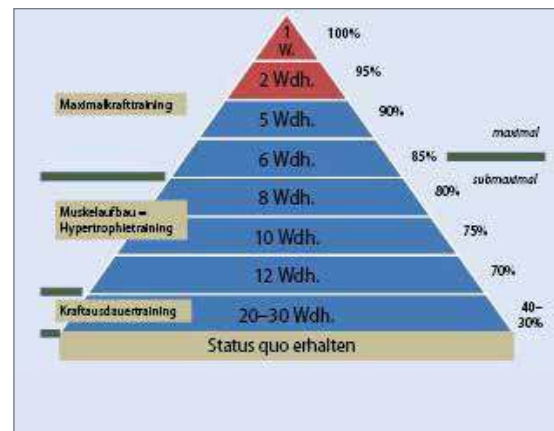 1
W.
100%
2 Wdh.
95%
Maximalkrafttraining
5 Wdh.
90%
maximal
6 Wdh.
85%
submaximal
8 Wdh.
80%
Muskelaufbau =
Hypertrophietraining
10 Wdh.
75%
12 Wdh.
70%
Kraftausdauertraining
20–30 Wdh.
40–
30%
Status quo erhalten